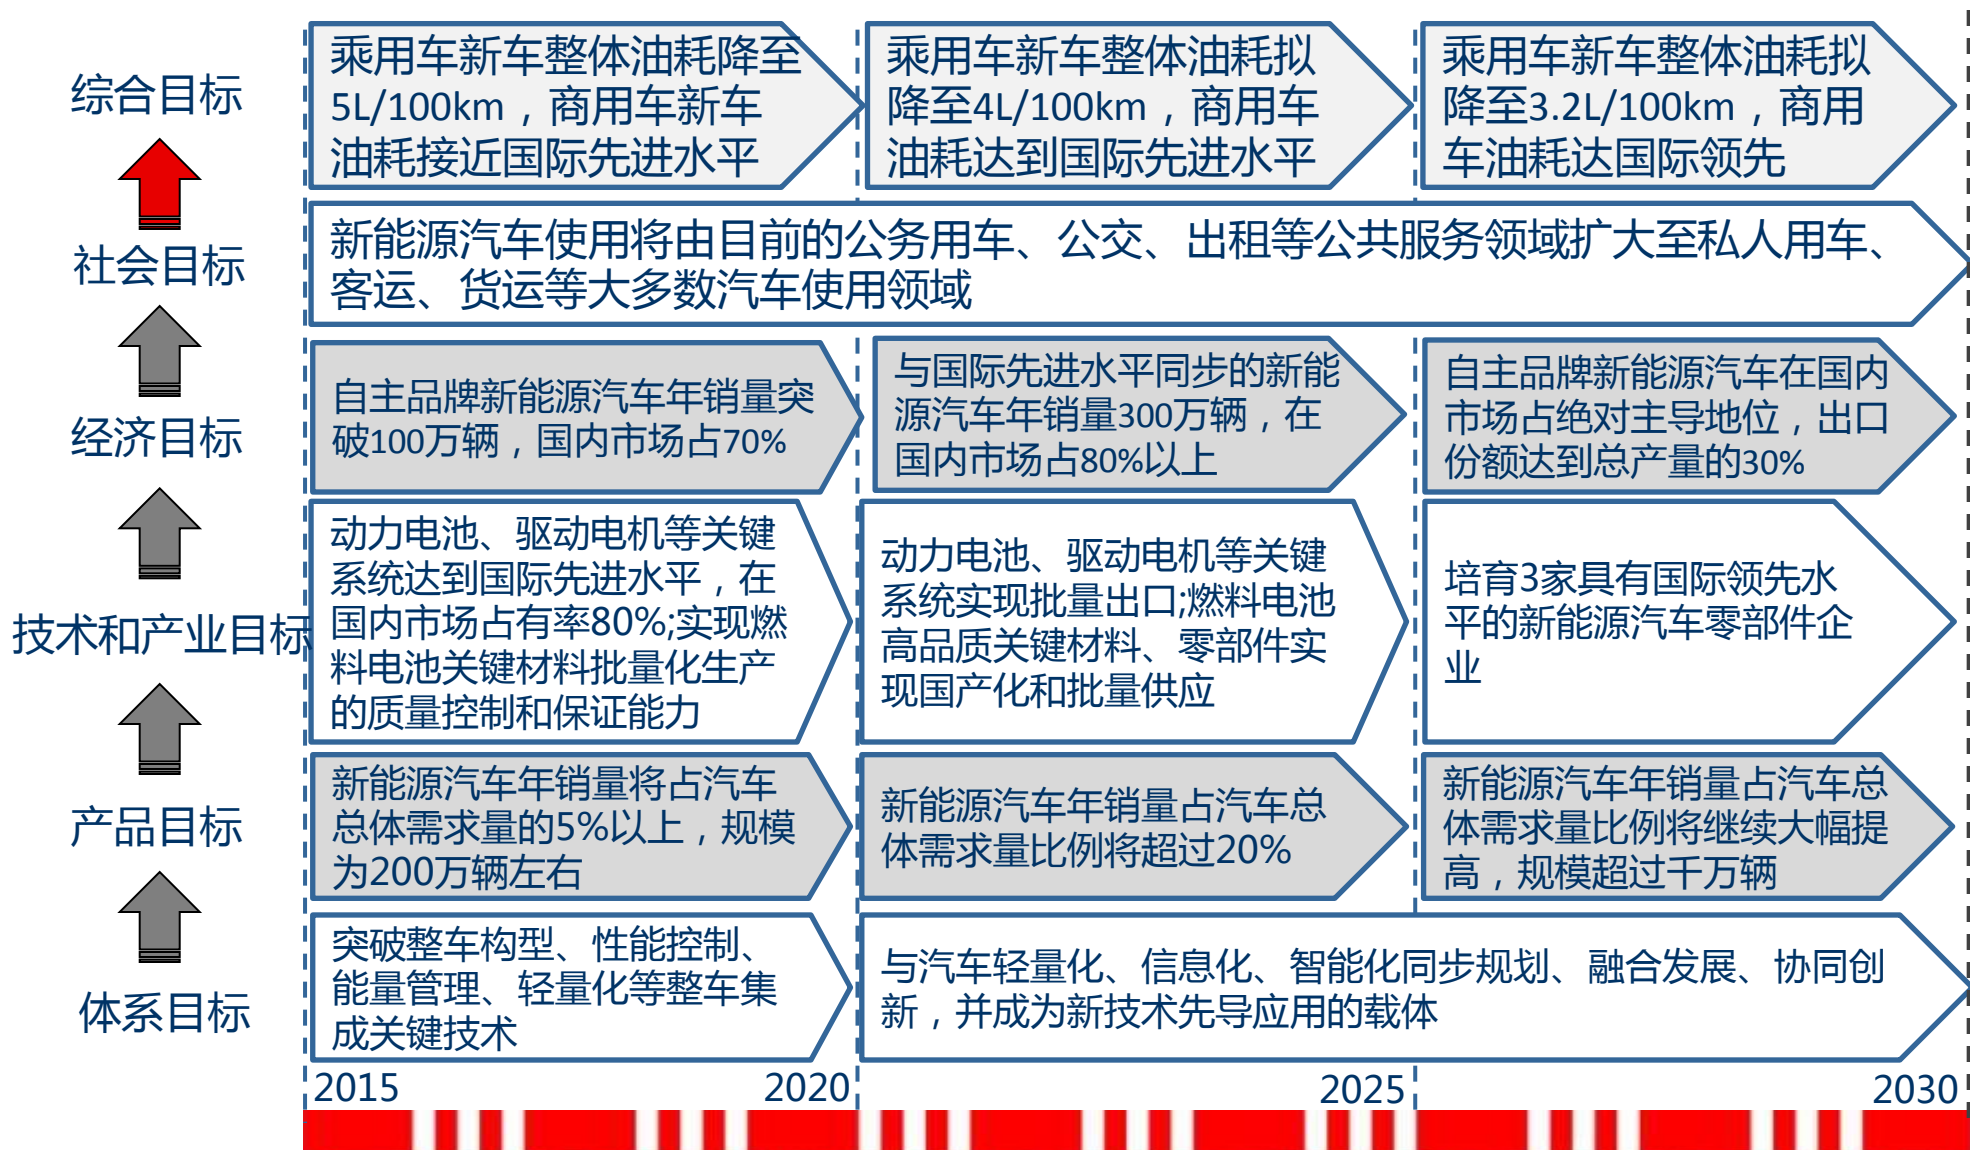 综合目标
乘用车新车整体油耗降至
5L/100km，商用车新车
油耗接近国际先进水平
乘用车新车整体油耗拟
降至4L/100km，商用车
油耗达到国际先进水平
乘用车新车整体油耗拟
降至3.2L/100km，商用
车油耗达国际领先
社会目标
新能源汽车使用将由目前的公务用车、公交、出租等公共服务领域扩大至私人用车、
客运、货运等大多数汽车使用领域
经济目标
自主品牌新能源汽车年销量突
破100万辆，国内市场占70%
与国际先进水平同步的新能
源汽车年销量300万辆，在
国内市场占80%以上
自主品牌新能源汽车在国内
市场占绝对主导地位，出口
份额达到总产量的30%
技术和产业目标
动力电池、驱动电机等关键
系统达到国际先进水平，在
国内市场占有率80%;实现燃
料电池关键材料批量化生产
的质量控制和保证能力
动力电池、驱动电机等关键
系统实现批量出口;燃料电池
高品质关键材料、零部件实
现国产化和批量供应
培育3家具有国际领先水
平的新能源汽车零部件企
业
产品目标
新能源汽车年销量将占汽车
总体需求量的5%以上，规模
为200万辆左右
新能源汽车年销量占汽车总
体需求量比例将超过20%
新能源汽车年销量占汽车总
体需求量比例将继续大幅提
高，规模超过千万辆
体系目标
突破整车构型、性能控制、
能量管理、轻量化等整车集
成关键技术
与汽车轻量化、信息化、智能化同步规划、融合发展、协同创
新，并成为新技术先导应用的载体
2015
2020
2025
2030